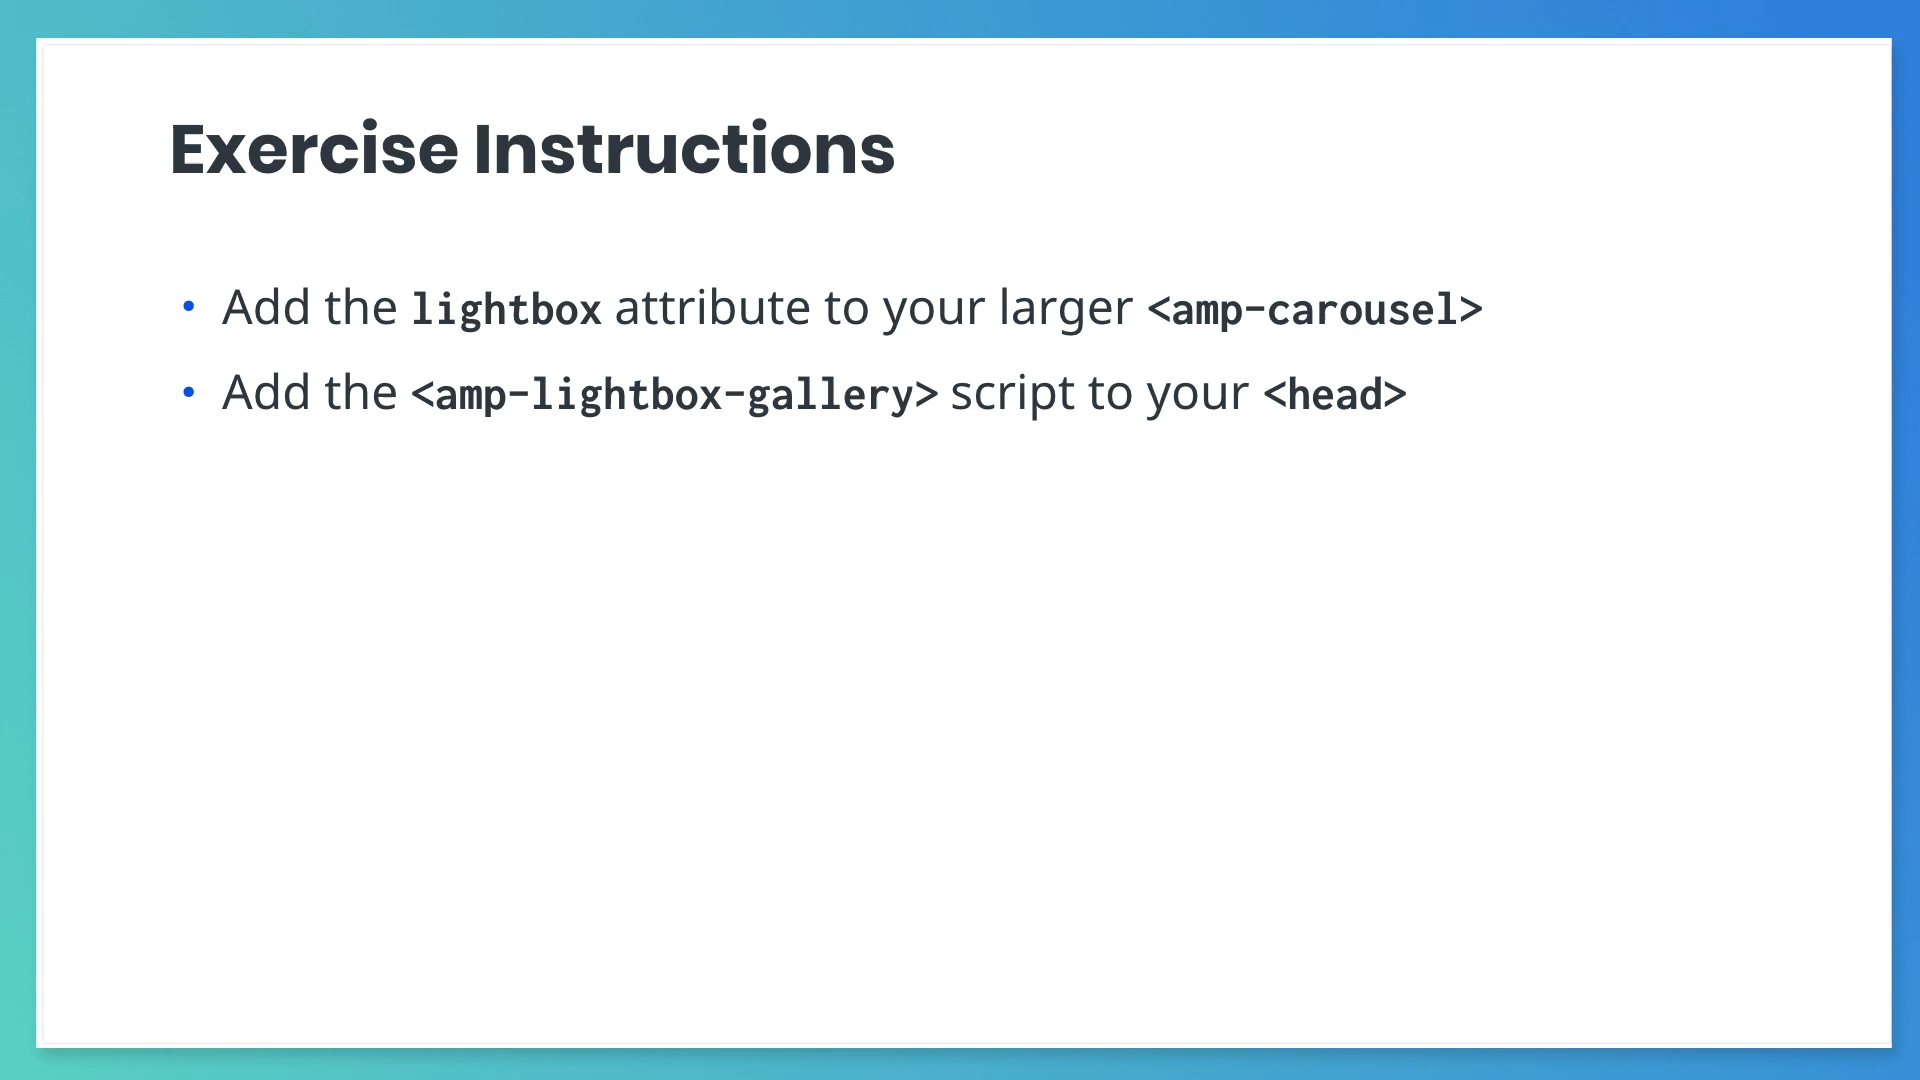 Exercise Instructions
• Add the lightbox attribute to your larger <amp-carousel>
• Add the <amp-lightbox-gallery> script to your <head>